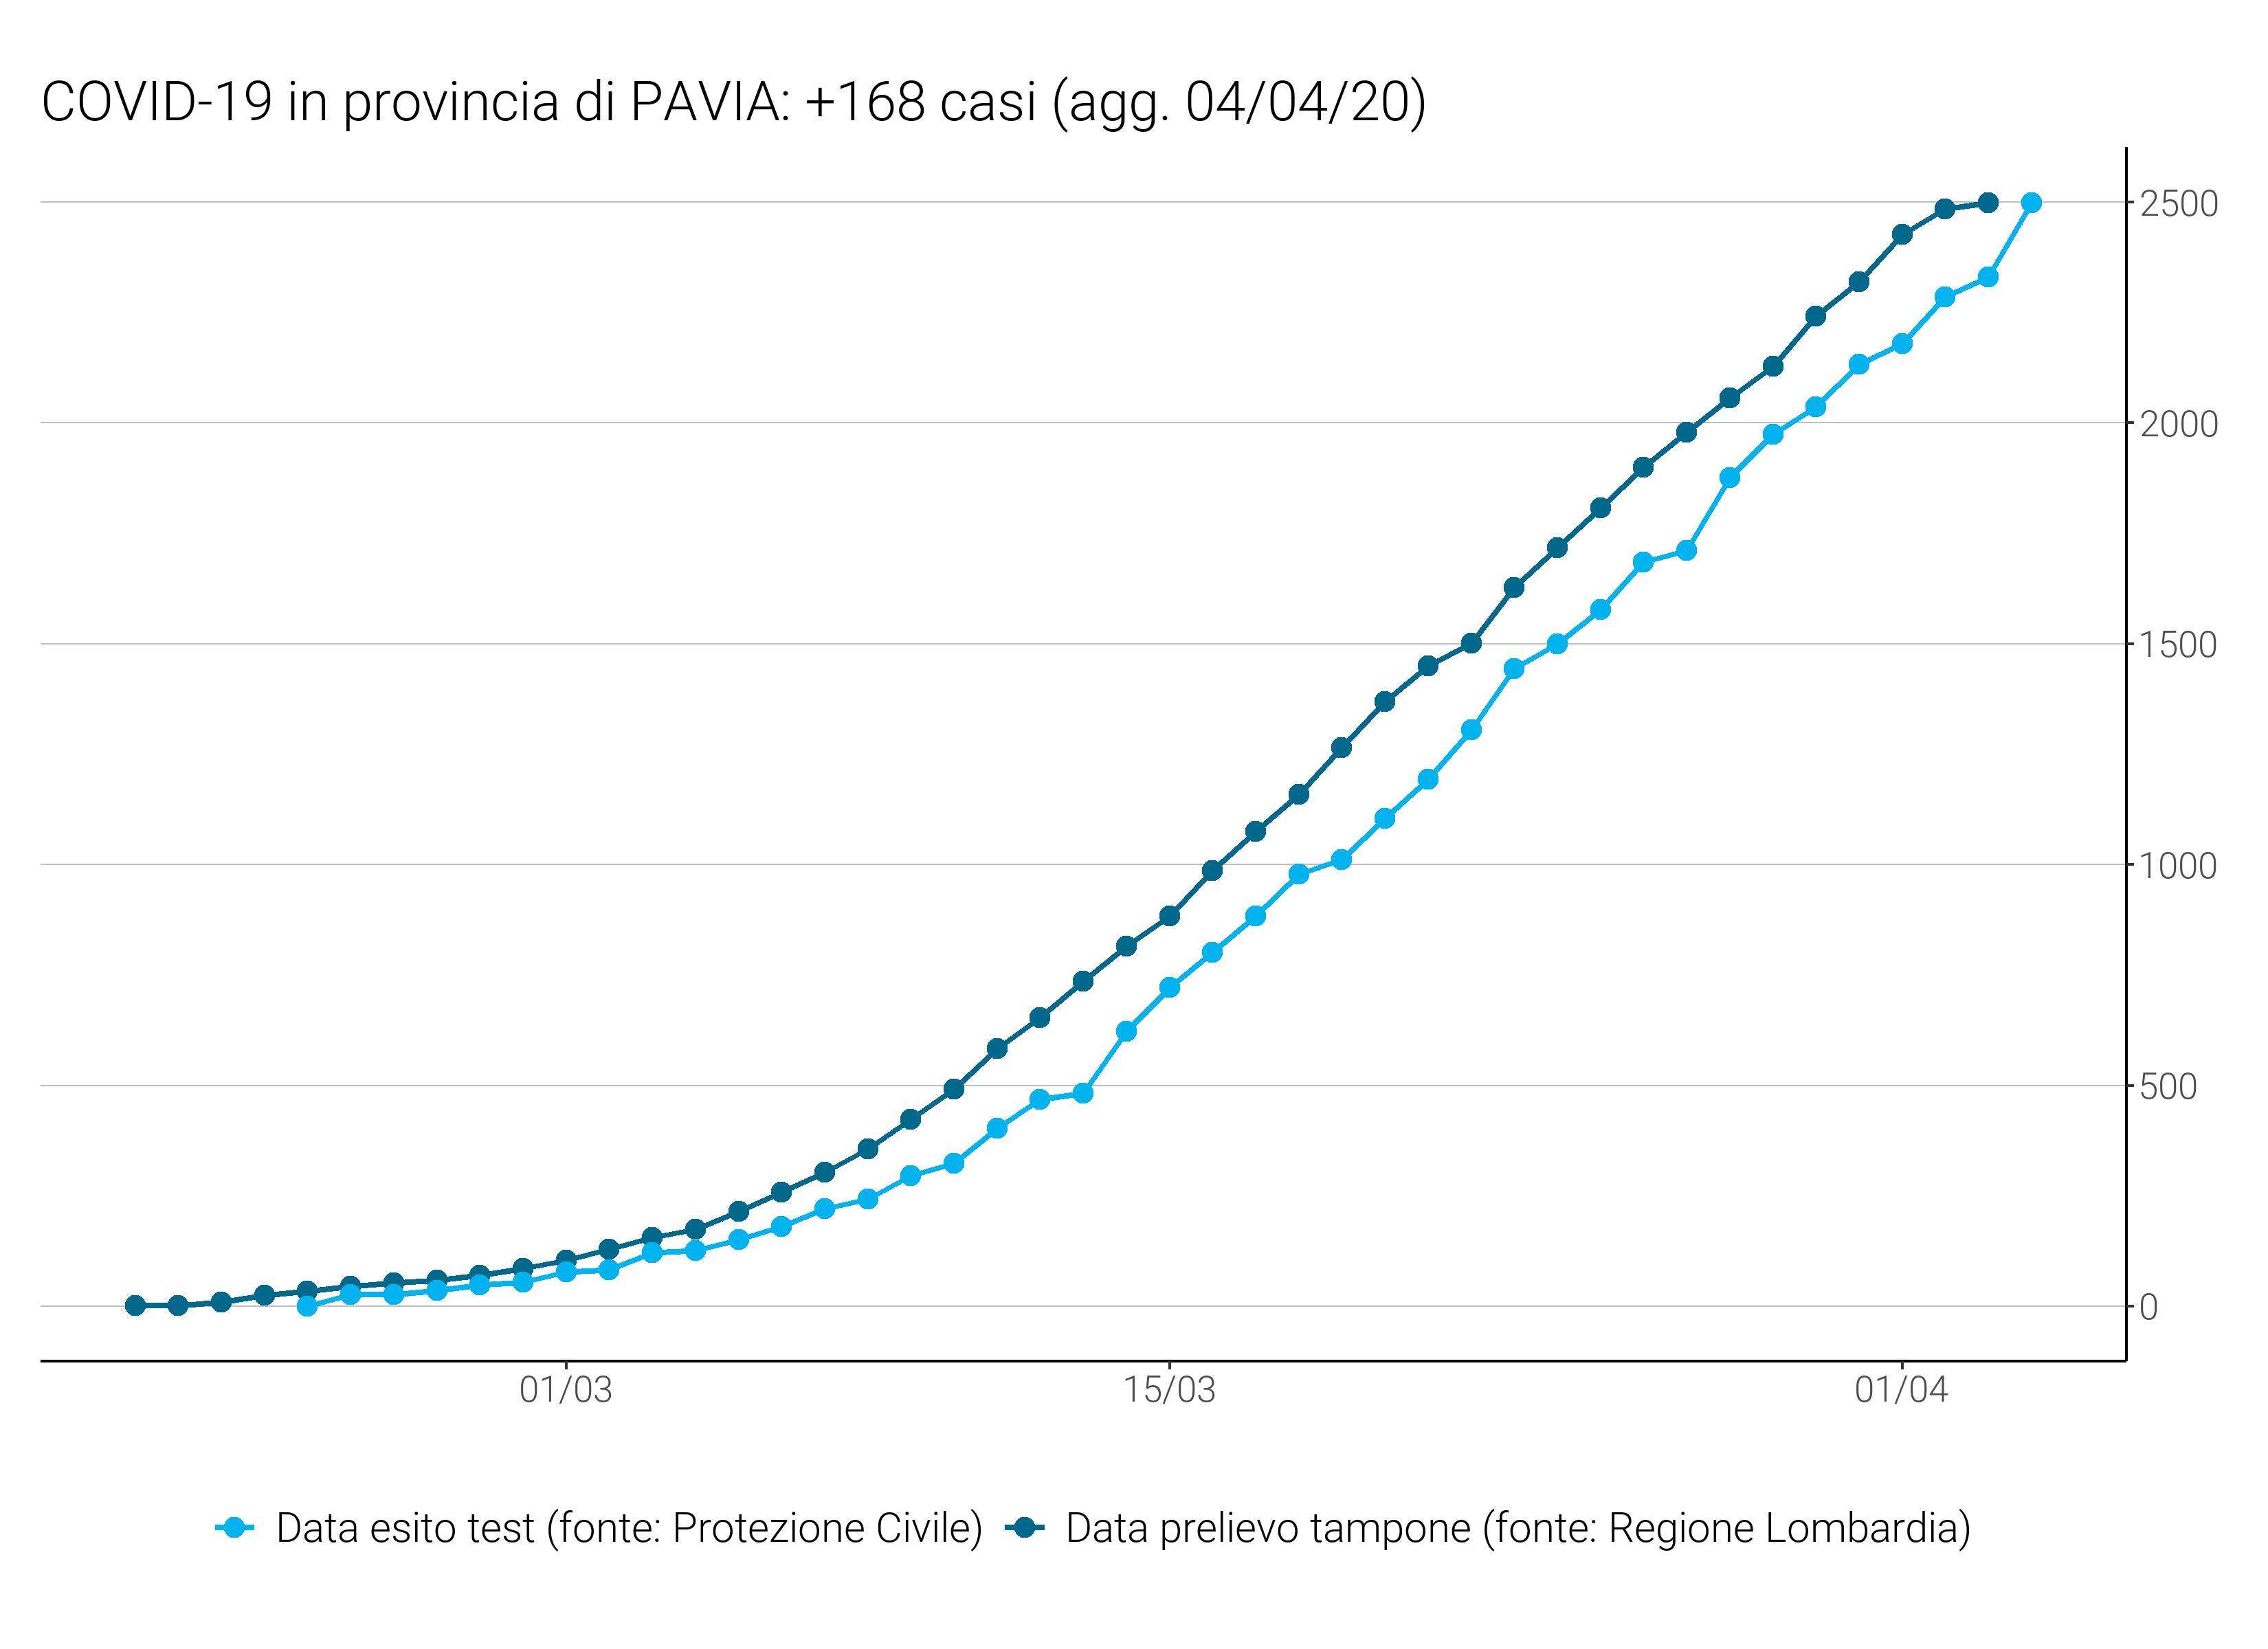 COVID-19 in provincia di PAVIA: +168 casi (agg. 04/04/20)
2500
2000
1500
1000
500
0
01/03 15/03 01/04
Data esito test (fonte: Protezione Civile) Data prelievo tampone (fonte: Regione Lombardia)